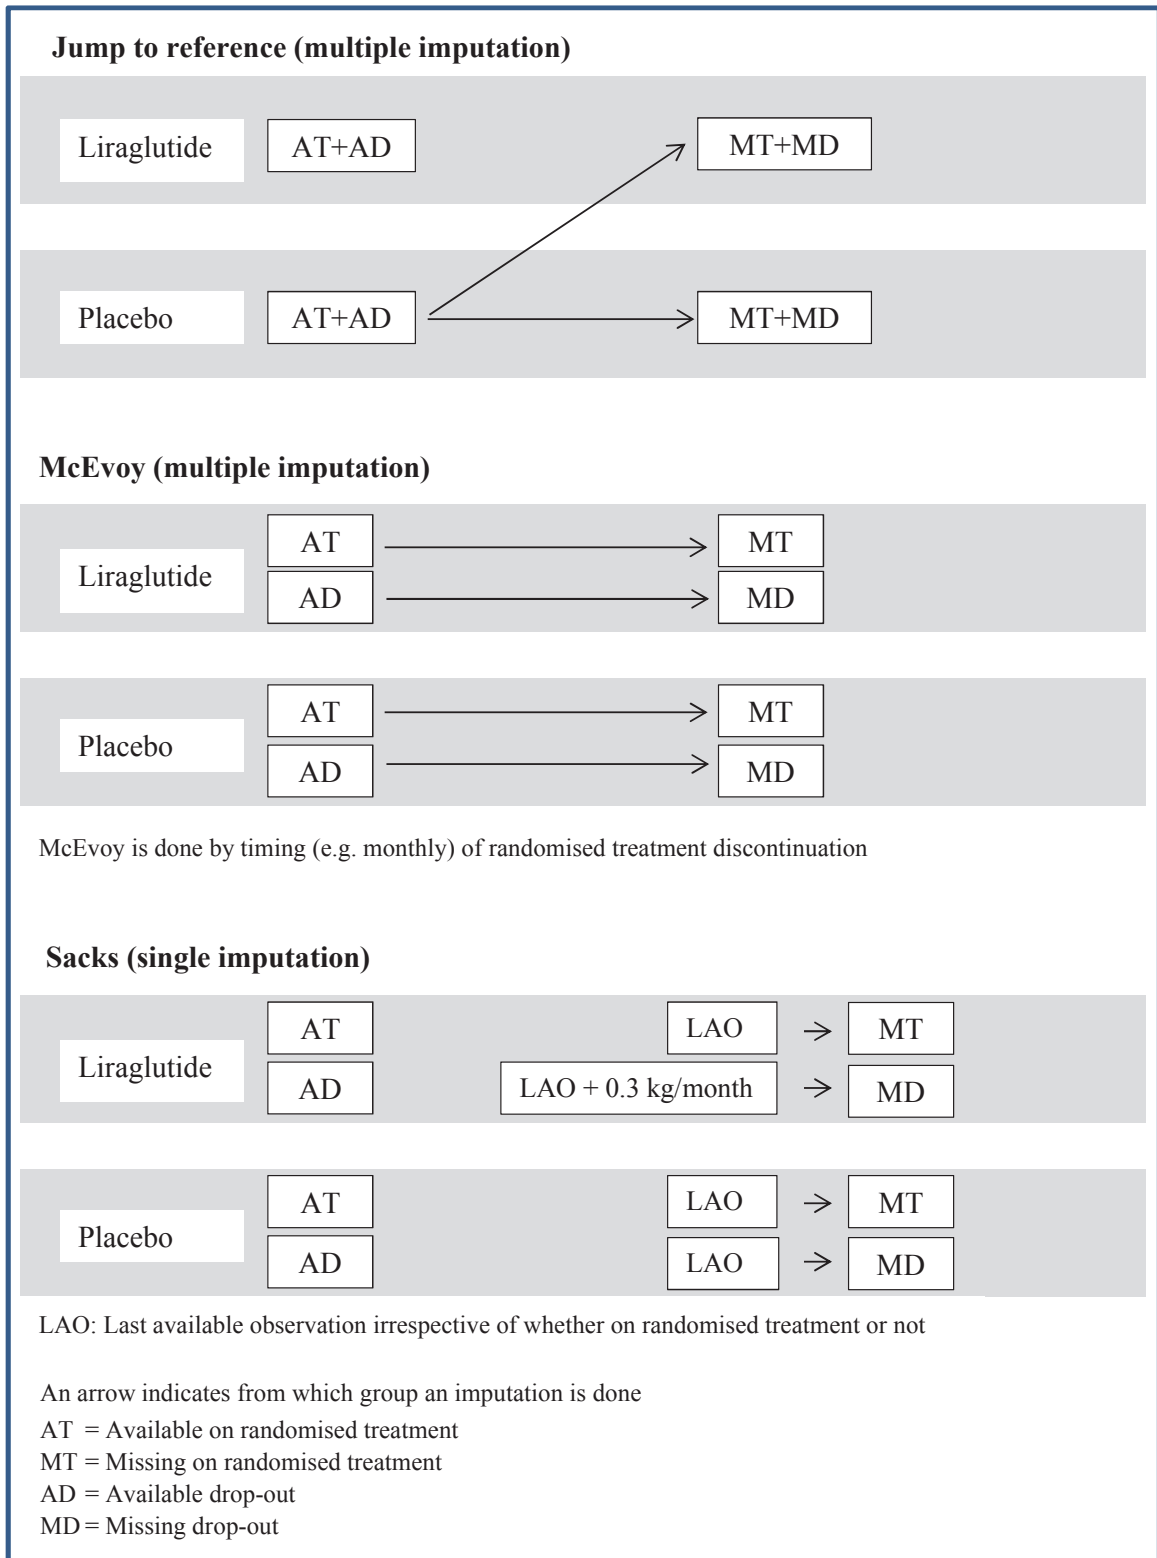 Jump to reference (multiple imputation)
Liraglutide AT+AD MT+MD
Placebo AT+AD MT+MD
McEvoy (multiple imputation)
Liraglutide
AT MT
AD MD
Placebo
AT MT
AD MD
McEvoy is done by timing (e.g. monthly) of randomised treatment discontinuation
Sacks (single imputation)
Liraglutide
AT LAO MT
AD LAO + 0.3 kg/month MD
Placebo
AT LAO MT
AD LAO MD
LAO: Last available observation irrespective of whether on randomised treatment or not
An arrow indicates from which group an imputation is done
AT = Available on randomised treatment
MT = Missing on randomised treatment
AD = Available drop-out
MD = Missing drop-out